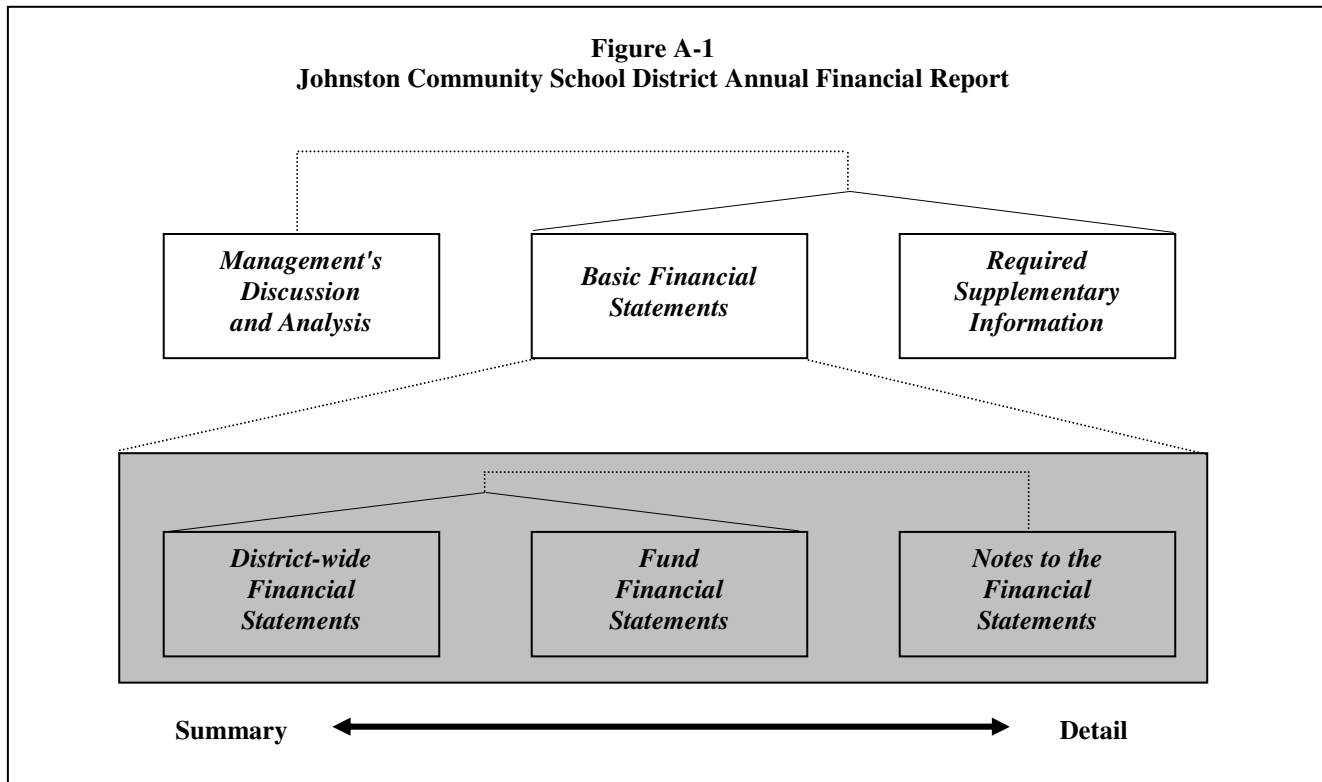 Figure A-1
Johnston Community School District Annual Financial Report
Management's
Discussion
and Analysis
Basic Financial
Statements
Required
Supplementary
Information
District-wide
Financial
Statements
Fund
Financial
Statements
Notes to the
Financial
Statements
Summary
Detail